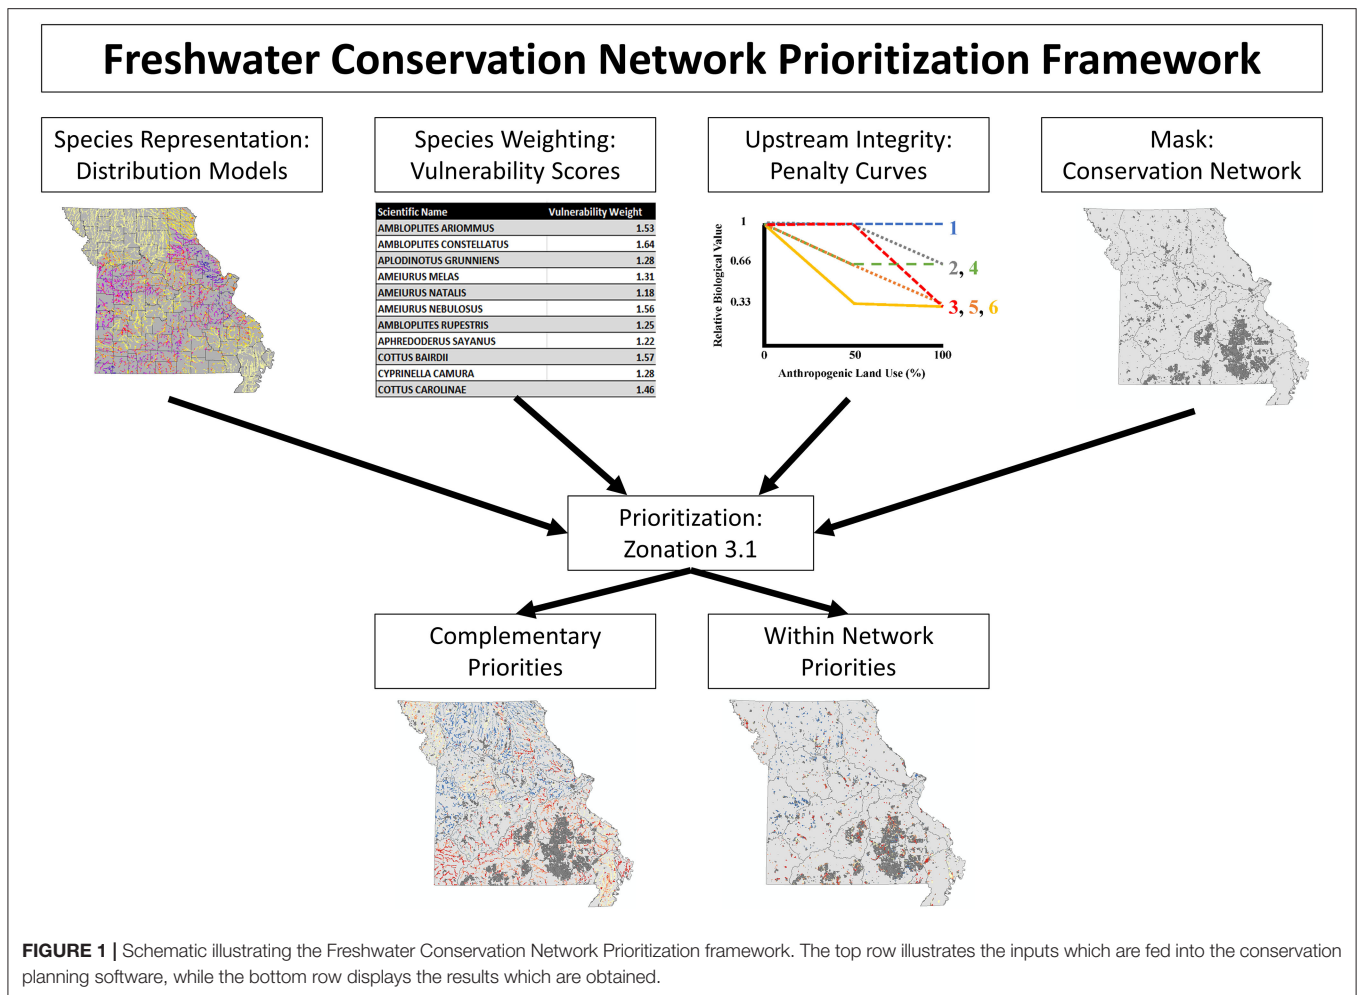 Freshwater Conservation Network Prioritization Framework
Species Representation:
Distribution Models
Species Weighting:
Vulnerability Scores
Upstream Integrity:
Penalty Curves
Mask:
Conservation Network
Scientific Name Vulnerability Weight
AMBLOPLITES ARIOMMUS 1.53
AMBLOPLITES CONSTELLATUS 1.64
APLODINOTUS GRUNNIENS 1.28
AMEIURUS MELAS 1.31
AMEIURUS NATALIS 1.18
AMEIURUS NEBULOSUS 1.56
AMBLOPLITES RUPESTRIS 1.25
APHREDODERUS SAYANUS 1.22
COTTUS BAIRDII 1.57
CYPRINELLA CAMURA 1.28
COTTUS CAROLINAE 1.46
Relative Biological Value
1
0.66
0.33
1
2, 4
3, 5, 6
0 50 100
Anthropogenic Land Use (%)
Prioritization:
Zonation 3.1
Complementary
Priorities
Within Network
Priorities
FIGURE 1 | Schematic illustrating the Freshwater Conservation Network Prioritization framework. The top row illustrates the inputs which are fed into the conservation
planning software, while the bottom row displays the results which are obtained.